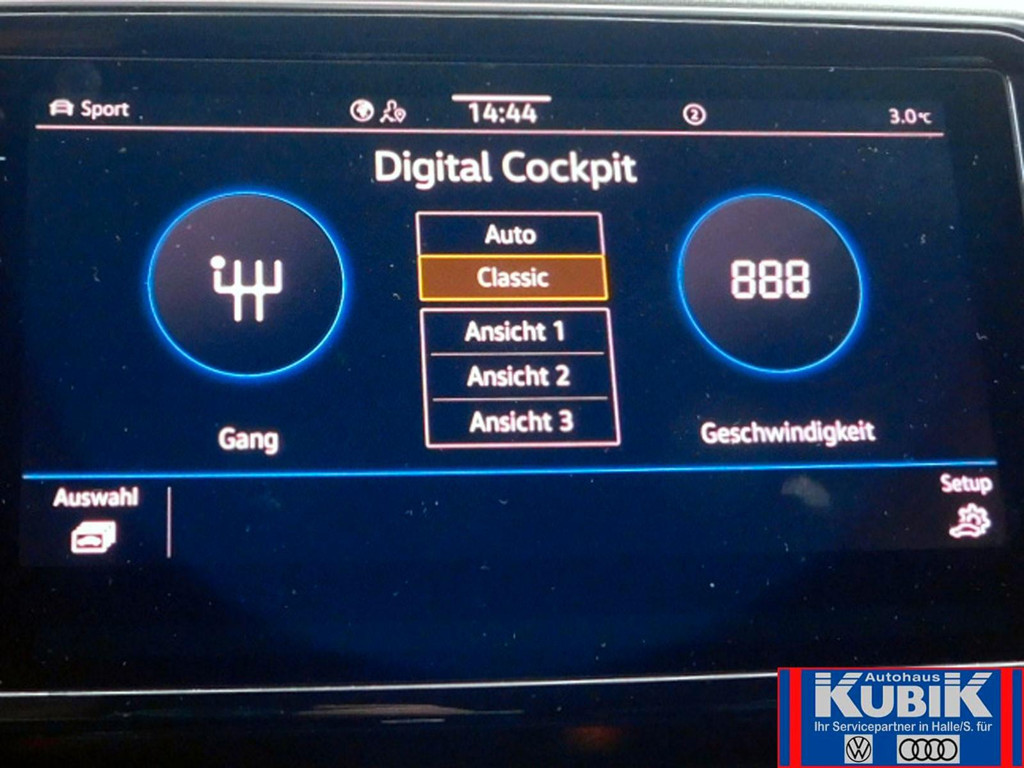 Sport
14:44
2
3.0°C
Digital Cockpit
Auto
Classic
Ansicht 1
Ansicht 2
Ansicht 3
888
Gang
Geschwindigkeit
Auswahl
Setup
Autohaus
KUBIK
Ihr Servicepartner in Halle/S. für